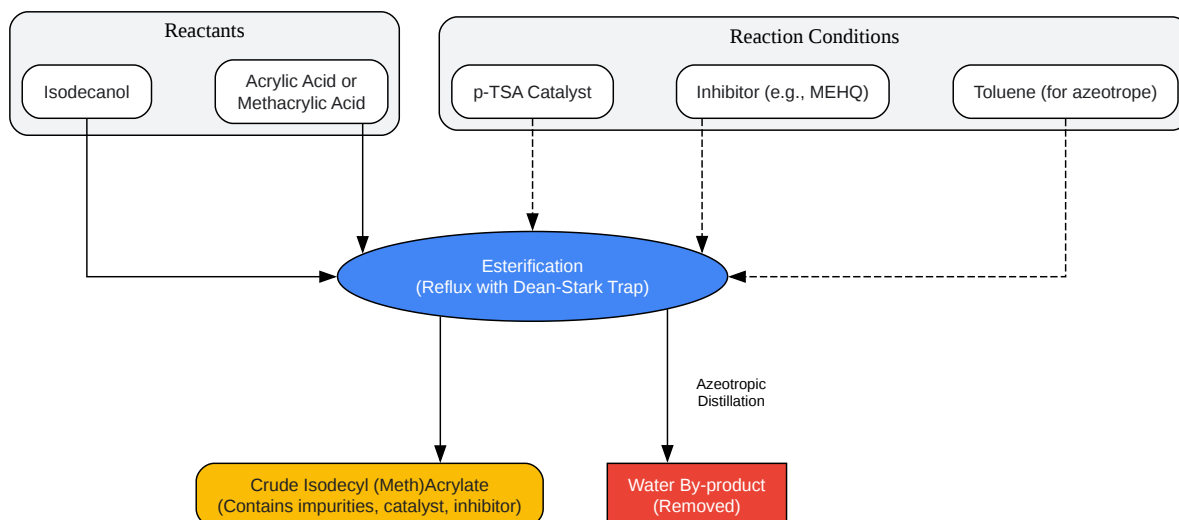 Reactants
Reaction Conditions
Isodecanol
Acrylic Acid or
Methacrylic Acid
p-TSA Catalyst
Inhibitor (e.g., MEHQ)
Toluene (for azeotrope)
Esterification
(Reflux with Dean-Stark Trap)
Azeotropic
Distillation
Crude Isodecyl (Meth)Acrylate
(Contains impurities, catalyst, inhibitor)
Water By-product
(Removed)